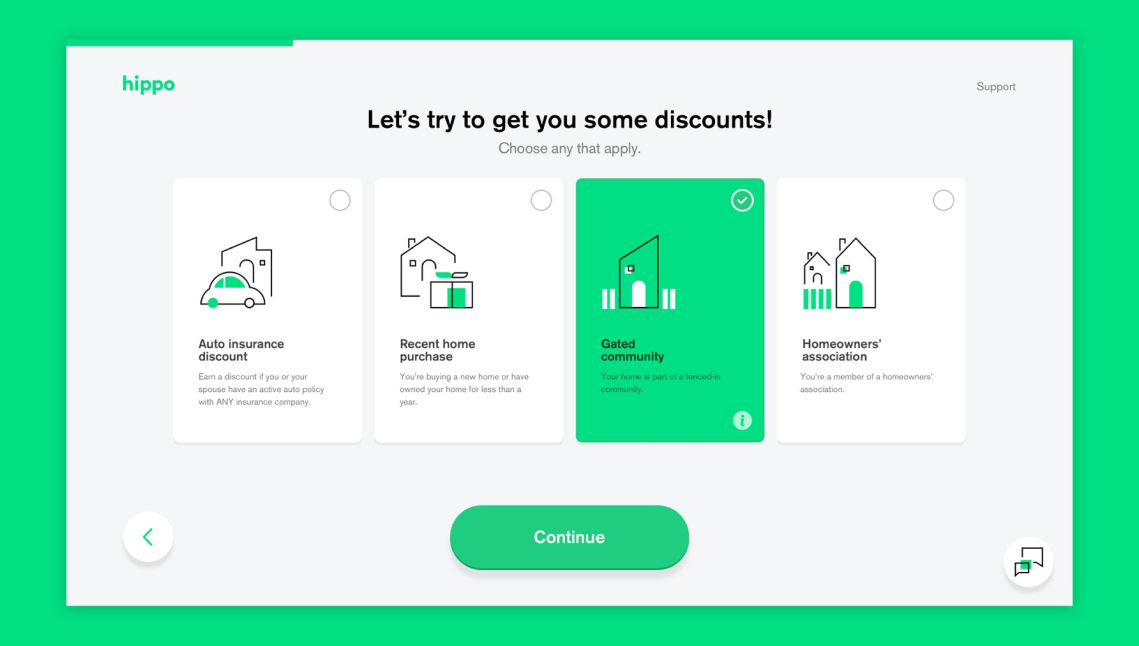 hippo
Support
Let's try to get you some discounts!
Choose any that apply.
Auto insurance
discount
Earn a discount if you or your
spouse have an active auto policy
with ANY insurance company.
Recent home
purchase
You're buying a new home or have
owned your home for less than a
year.
Gated
community
Your home is part of a fenced-in
community.
i
Homeowners'
association
You're a member of a homeowners'
association.
Continue